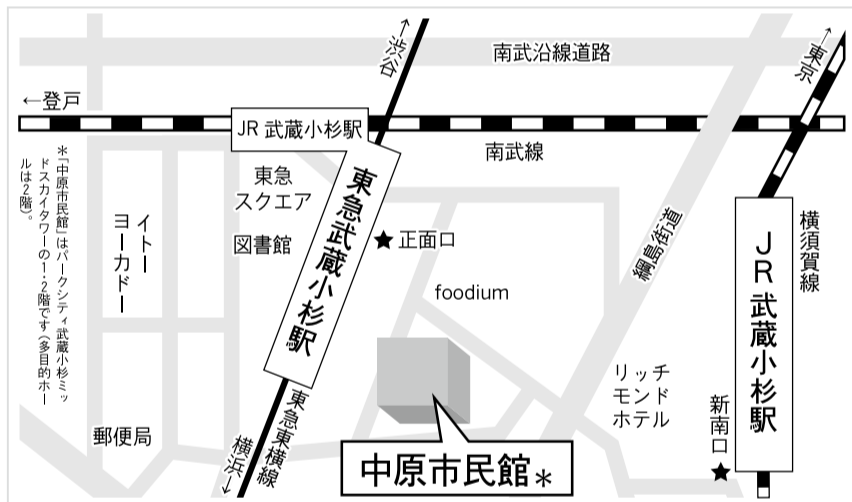 ↑渋谷
南武沿線道路
↑東京
←登戸
JR 武蔵小杉駅
南武線
東急
スクエア
図書館
東急武蔵小杉駅
★正面口
綱島街道
横須賀線
JR武蔵小杉駅
イトー
ヨーカドー
foodium
リッチ
モンド
ホテル
新南口★
郵便局
東急東横線
横浜↓
中原市民館*
*「中原市民館」はパークシティ武蔵小杉ミッ
ドスカイタワーの1・2階です(多目的ホー
ルは2階)。